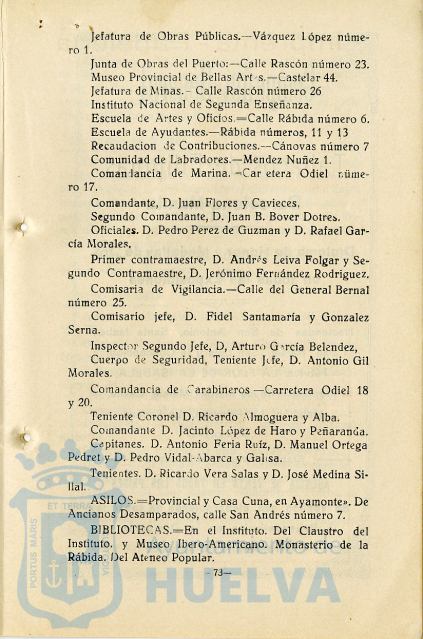 Jefatura de Obras Públicas.—Vázquez López núme-
ro 1.
Junta de Obras del Puerto:—Calle Rascón número 23.
Museo Provincial de Bellas Artes.—Castelar 44.
Jefatura de Minas.—Calle Rascón número 26
Instituto Nacional de Segunda Enseñanza.
Escuela de Artes y Oficios.=Calle Rábida número 6.
Escuela de Ayudantes.—Rábida números, 11 y 13
Recaudacion de Contribuciones.—Cánovas número 7
Comunidad de Labradores.—Mendez Nuñez 1.
Comandancia de Marina.—Carretera Odiel núme-
ro 17.
Comandante, D. Juan Flores y Cavieces.
Segundo Comandante, D. Juan B. Bover Dotres.
Oficiales. D. Pedro Perez de Guzman y D. Rafael Gar-
cía Morales.
Primer contramaestre, D. Andrés Leiva Folgar y Se-
gundo Contramaestre, D. Jerónimo Fernández Rodriguez.
Comisaria de Vigilancia.—Calle del General Bernal
número 25.
Comisario jefe, D. Fidel Santamaría y Gonzalez
Serna.
Inspector Segundo Jefe, D, Arturo García Belendez,
Cuerpo de Seguridad, Teniente Jefe, D. Antonio Gil
Morales.
Comandancia de Carabineros—Carretera Odiel 18
y 20.
Teniente Coronel D. Ricardo Almoguera y Alba.
Comandante D. Jacinto López de Haro y Peñaranda.
Capitanes. D. Antonio Feria Ruíz, D. Manuel Ortega
Pedret y D. Pedro Vidal-Abarca y Galisa.
Tenientes. D. Ricardo Vera Salas y D. José Medina Si-
llal.
ASILOS.=Provincial y Casa Cuna, en Ayamonte». De
Ancianos Desamparados, calle San Andrés número 7.
BIBLIOTECAS.=En el Instituto. Del Claustro del
Instituto. y Museo Ibero-Americano. Monasterio de la
Rábida. Del Ateneo Popular.
—73—
PORTUS MARIS
ET TERRÆ
Ayuntamiento de
HUELVA